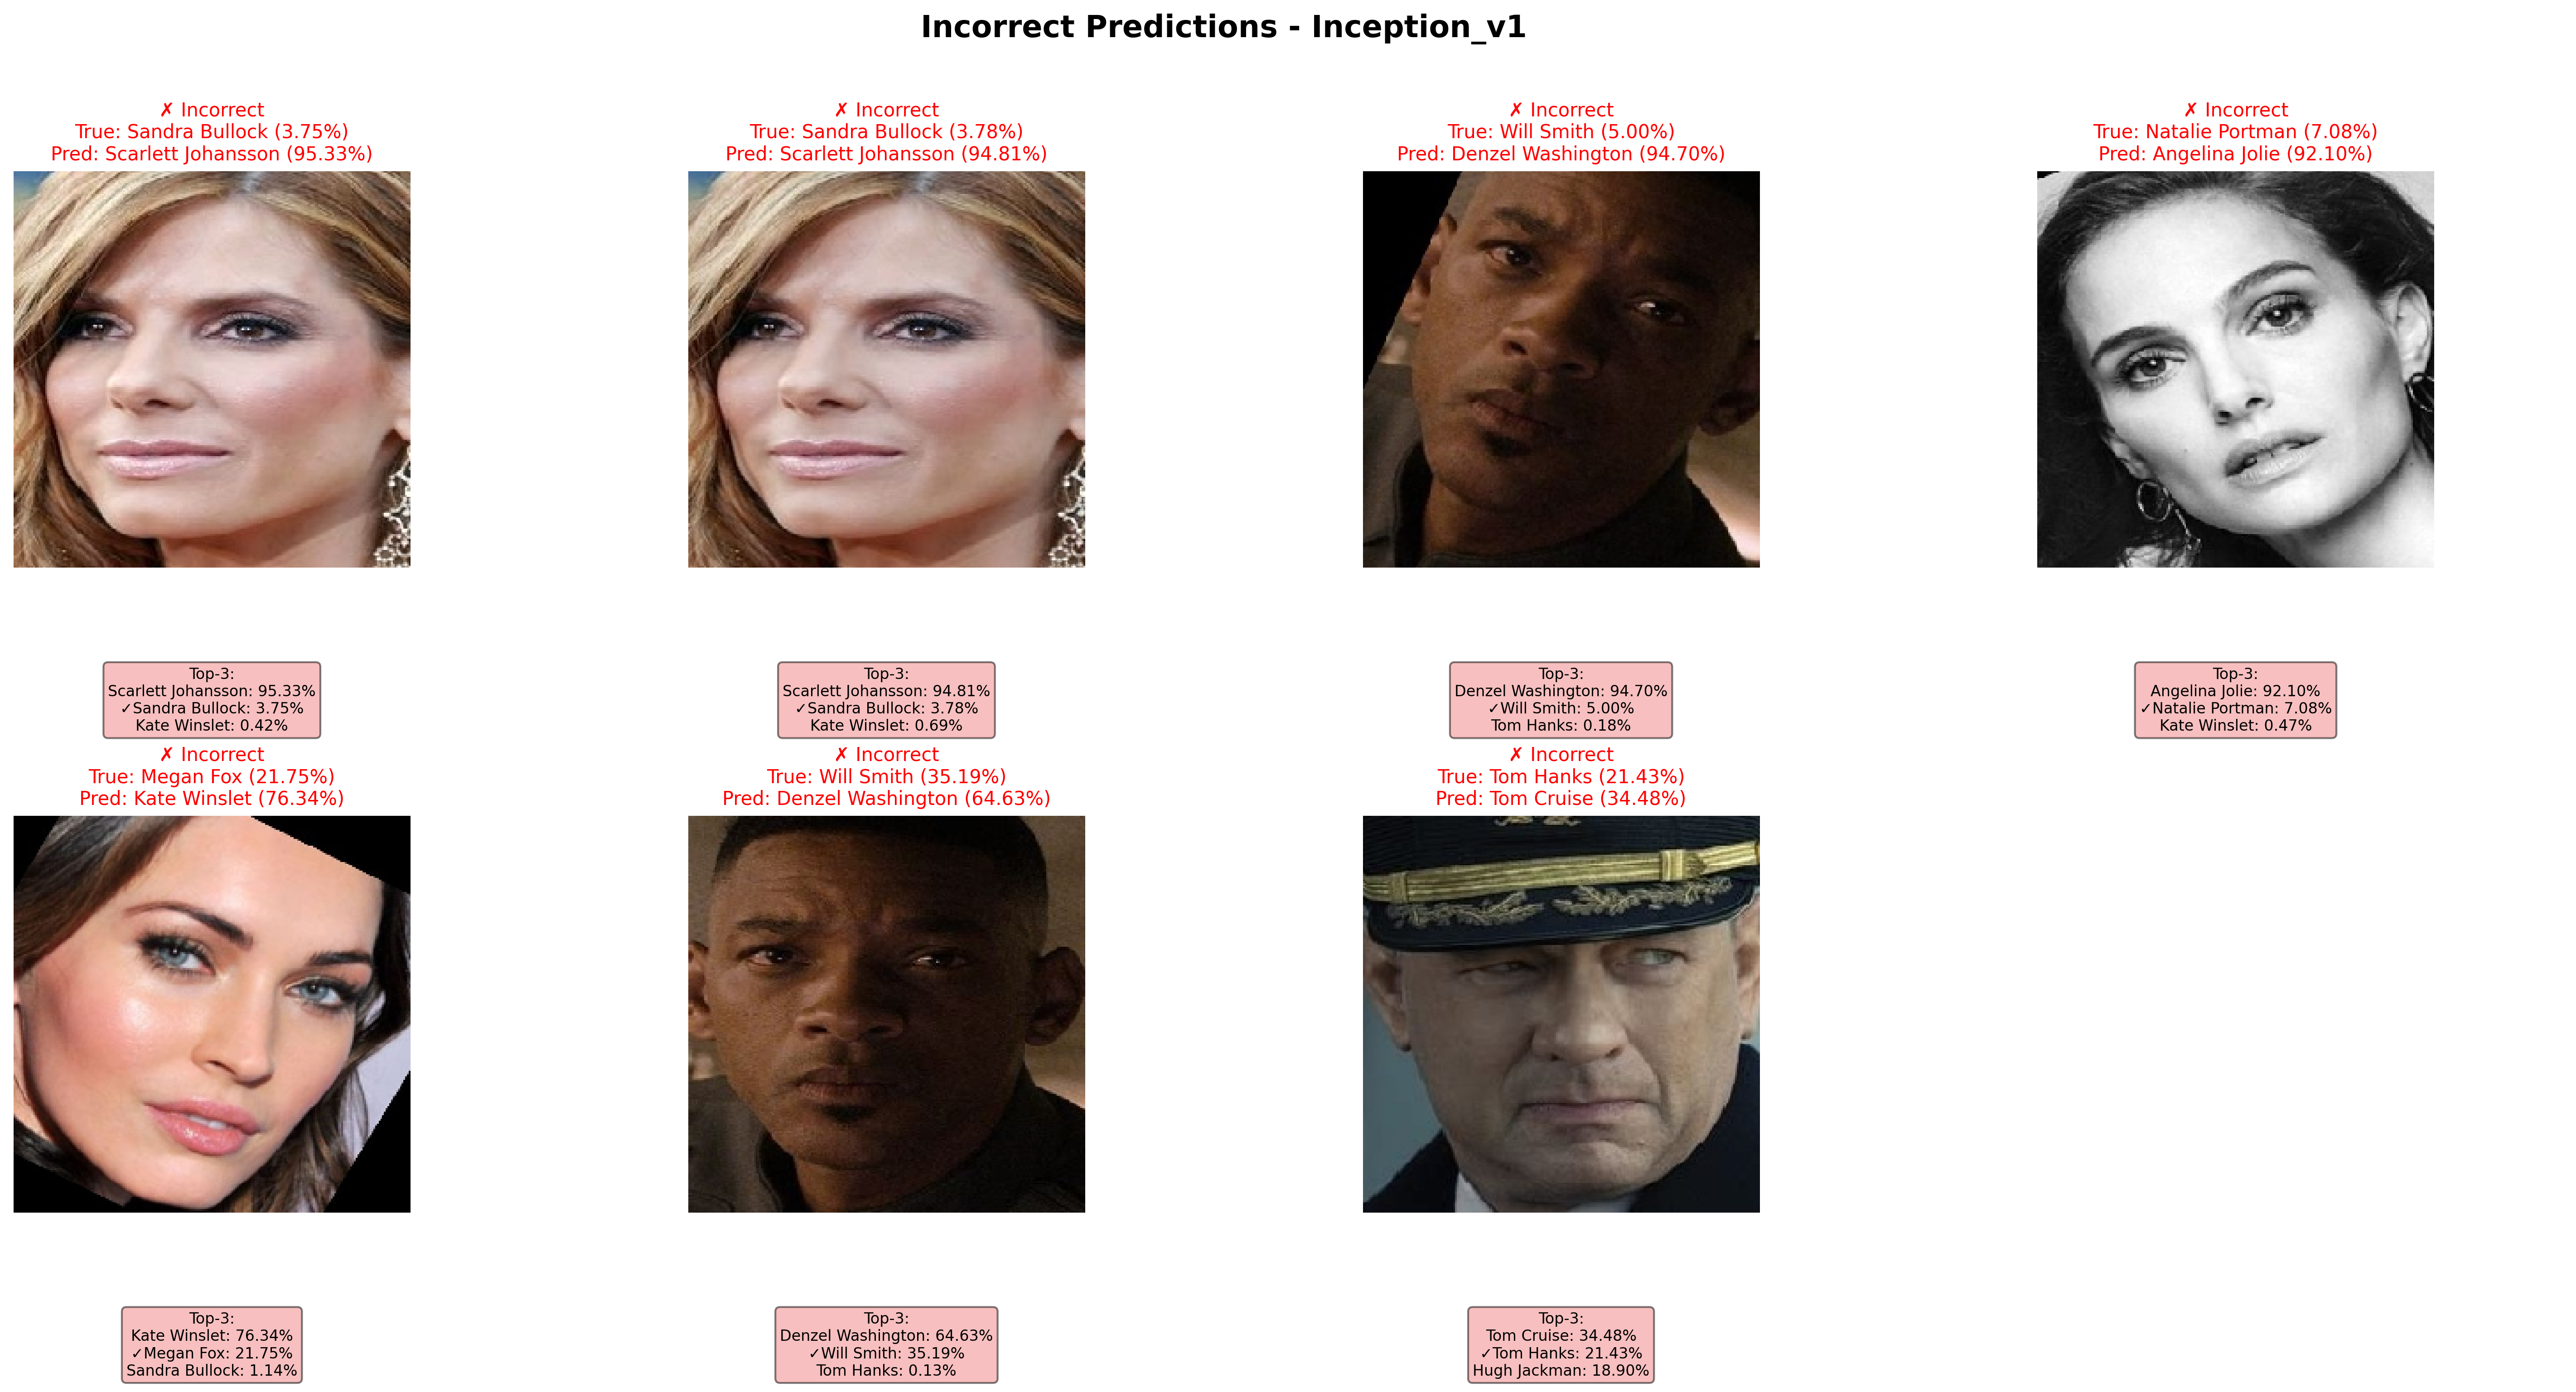 Incorrect Predictions - Inception_v1
✗ Incorrect
True: Sandra Bullock (3.75%)
Pred: Scarlett Johansson (95.33%)
✗ Incorrect
True: Sandra Bullock (3.78%)
Pred: Scarlett Johansson (94.81%)
✗ Incorrect
True: Will Smith (5.00%)
Pred: Denzel Washington (94.70%)
✗ Incorrect
True: Natalie Portman (7.08%)
Pred: Angelina Jolie (92.10%)
Top-3:
Scarlett Johansson: 95.33%
✓Sandra Bullock: 3.75%
Kate Winslet: 0.42%
Top-3:
Scarlett Johansson: 94.81%
✓Sandra Bullock: 3.78%
Kate Winslet: 0.69%
Top-3:
Denzel Washington: 94.70%
✓Will Smith: 5.00%
Tom Hanks: 0.18%
Top-3:
Angelina Jolie: 92.10%
✓Natalie Portman: 7.08%
Kate Winslet: 0.47%
✗ Incorrect
True: Megan Fox (21.75%)
Pred: Kate Winslet (76.34%)
✗ Incorrect
True: Will Smith (35.19%)
Pred: Denzel Washington (64.63%)
✗ Incorrect
True: Tom Hanks (21.43%)
Pred: Tom Cruise (34.48%)
Top-3:
Kate Winslet: 76.34%
✓Megan Fox: 21.75%
Sandra Bullock: 1.14%
Top-3:
Denzel Washington: 64.63%
✓Will Smith: 35.19%
Tom Hanks: 0.13%
Top-3:
Tom Cruise: 34.48%
✓Tom Hanks: 21.43%
Hugh Jackman: 18.90%